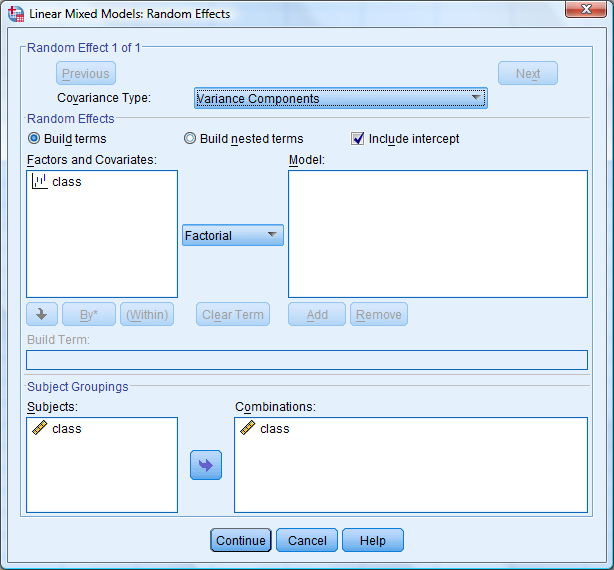 Linear Mixed Models: Random Effects
Random Effect 1 of 1
Previous
Next
Covariance Type:
Variance Components
Random Effects
Build terms
Build nested terms
Include intercept
Factors and Covariates:
Model:
class
Factorial
By*
(Within)
Clear Term
Add
Remove
Build Term:
Subject Groupings
Subjects:
Combinations:
class
class
Continue
Cancel
Help